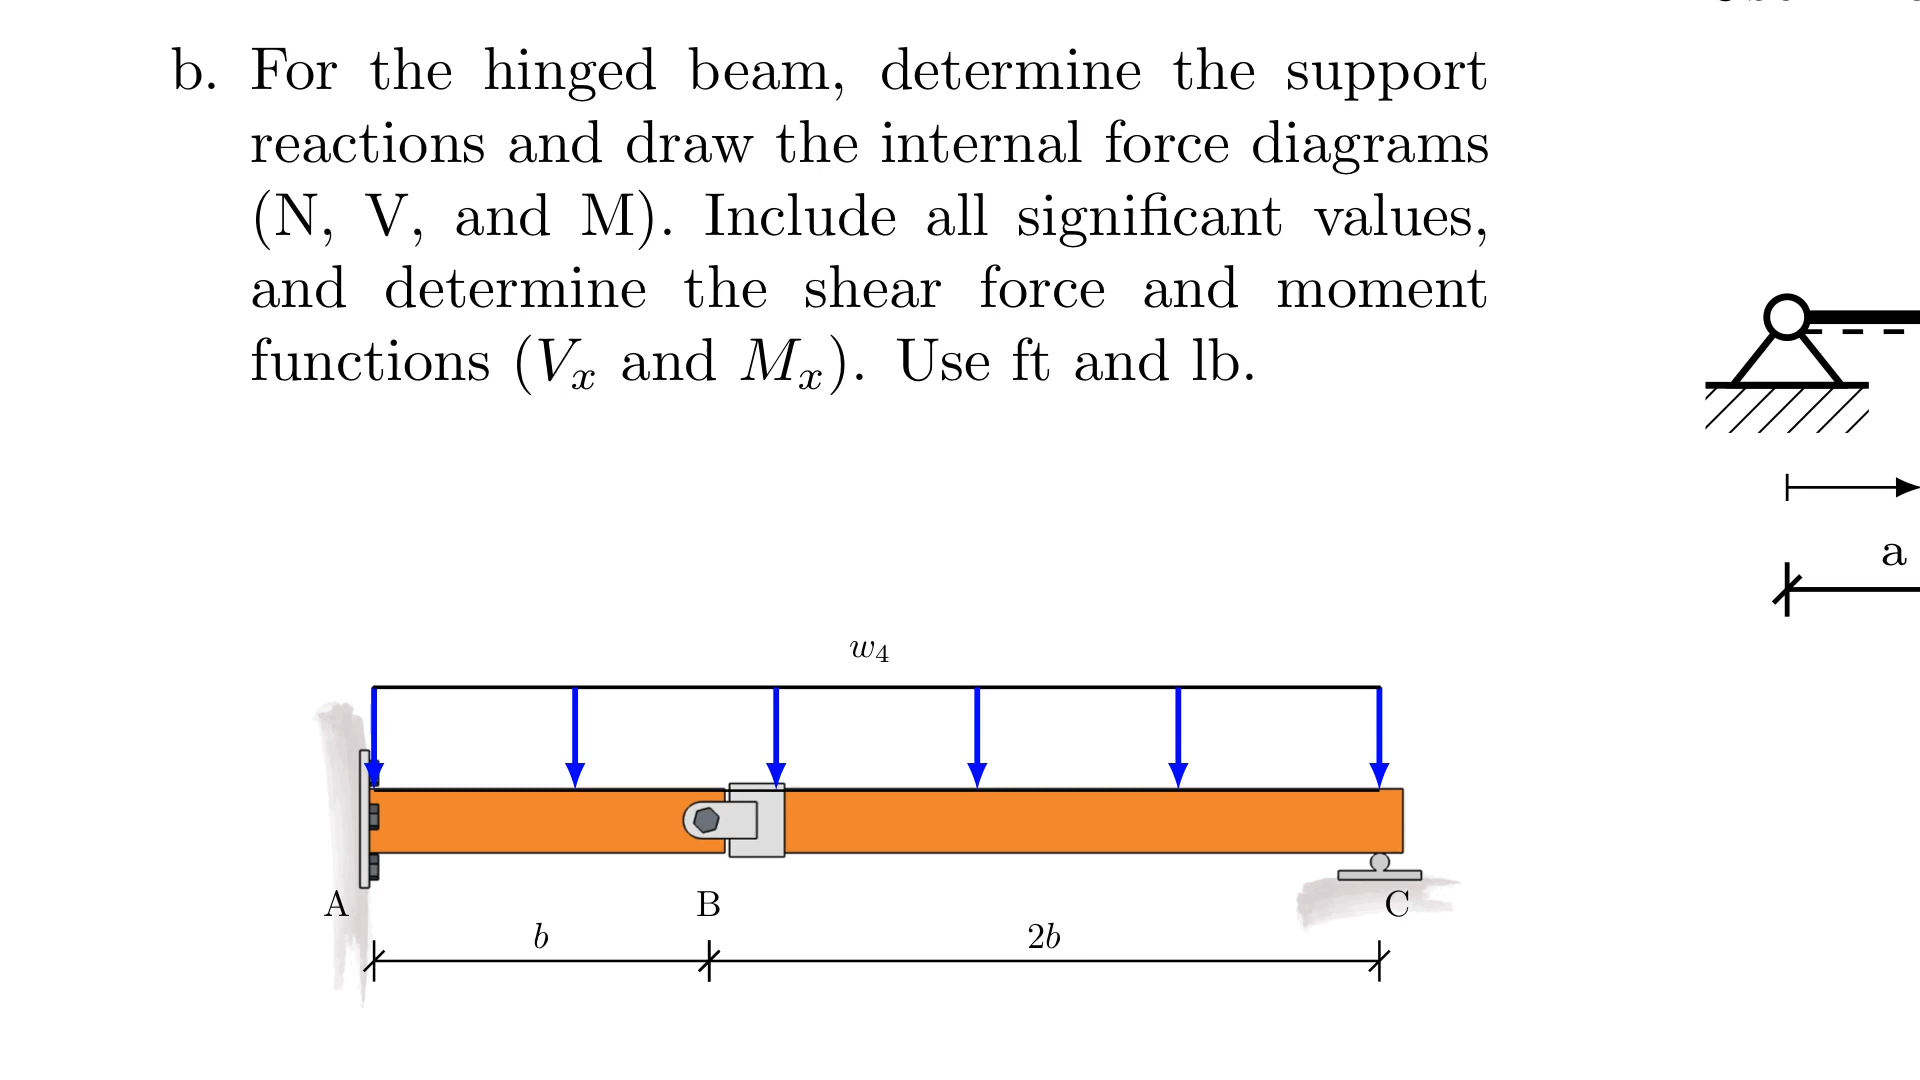 b. For the hinged beam, determine the support
reactions and draw the internal force diagrams
(N, V, and M). Include all significant values,
and determine the shear force and moment
functions (Vₓ and Mₓ). Use ft and lb.
a
w₄
A
B
C
b
2b